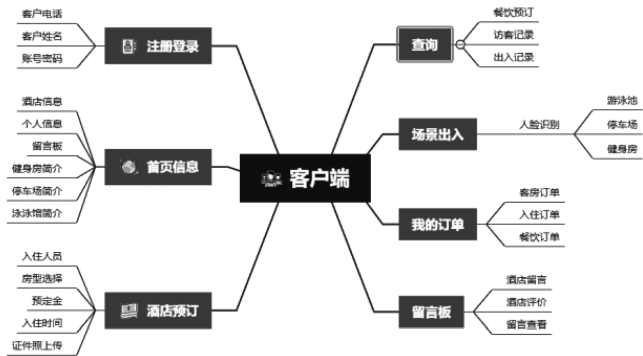 客户端
注册登录
客户电话
客户姓名
账号密码
首页信息
酒店信息
个人信息
留言板
健身房简介
停车场简介
泳泳馆简介
酒店预订
入住人员
房型选择
预定金
入住时间
证件照上传
查询
餐饮预订
访客记录
出入记录
场景出入
人脸识别
游泳池
停车场
健身房
我的订单
客房订单
入住订单
餐饮订单
留言板
酒店留言
酒店评价
留言查看